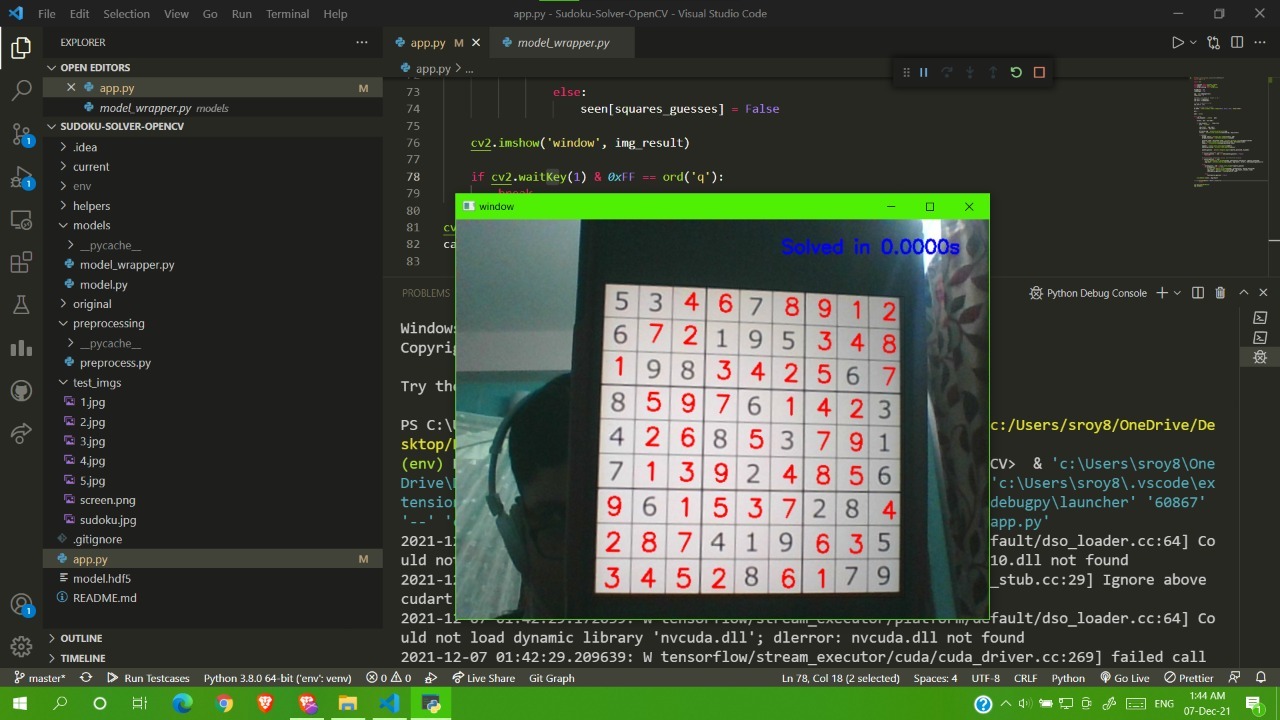 File Edit Selection View Go Run Terminal Help
app.py - Sudoku-Solver-OpenCV - Visual Studio Code
EXPLORER
OPEN EDITORS
app.py M
model_wrapper.py models
SUDOKU-SOLVER-OPENCV
.idea
current
env
helpers
models
__pycache__
model_wrapper.py
model.py
original
preprocessing
__pycache__
preprocess.py
test_imgs
1.jpg
2.jpg
3.jpg
4.jpg
5.jpg
screen.png
sudoku.jpg
.gitignore
app.py M
model.hdf5
README.md
OUTLINE
TIMELINE
app.py M
model_wrapper.py
app.py > ...
73 else:
74 seen[squares_guesses] = False
75
76 cv2.imshow('window', img_result)
77
78 if cv2.waitKey(1) & 0xFF == ord('q'):
80
81 cv
82 ca
83
window
Solved in 0.0000s
5 3 4 6 7 8 9 1 2
6 7 2 1 9 5 3 4 8
1 9 8 3 4 2 5 6 7
8 5 9 7 6 1 4 2 3
4 2 6 8 5 3 7 9 1
7 1 3 9 2 4 8 5 6
9 6 1 5 3 7 2 8 4
2 8 7 4 1 9 6 3 5
3 4 5 2 8 6 1 7 9
PROBLEMS
Python Debug Console
Windows
Copyrig
Try the
PS C:\ c:/Users/sroy8/OneDrive/De
sktop/
(env) CV> & 'c:\Users\sroy8\One
Drive\ 'c:\Users\sroy8\.vscode\ex
tension debugpy\launcher' '60867'
'--' ' app.py'
2021-12 fault/dso_loader.cc:64] Co
uld not 10.dll not found
2021-12 _stub.cc:29] Ignore above
cudart
2021-12-07 01:42:29.172099: W tensorflow/stream_executor/platform/default/dso_loader.cc:64] Co
uld not load dynamic library 'nvcuda.dll'; dlerror: nvcuda.dll not found
2021-12-07 01:42:29.209639: W tensorflow/stream_executor/cuda/cuda_driver.cc:269] failed call
master* Run Testcases Python 3.8.0 64-bit ('env': venv) 0 0 Live Share Git Graph
Ln 78, Col 18 (2 selected) Spaces: 4 UTF-8 CRLF Python Go Live Prettier
ENG
1:44 AM
07-Dec-21